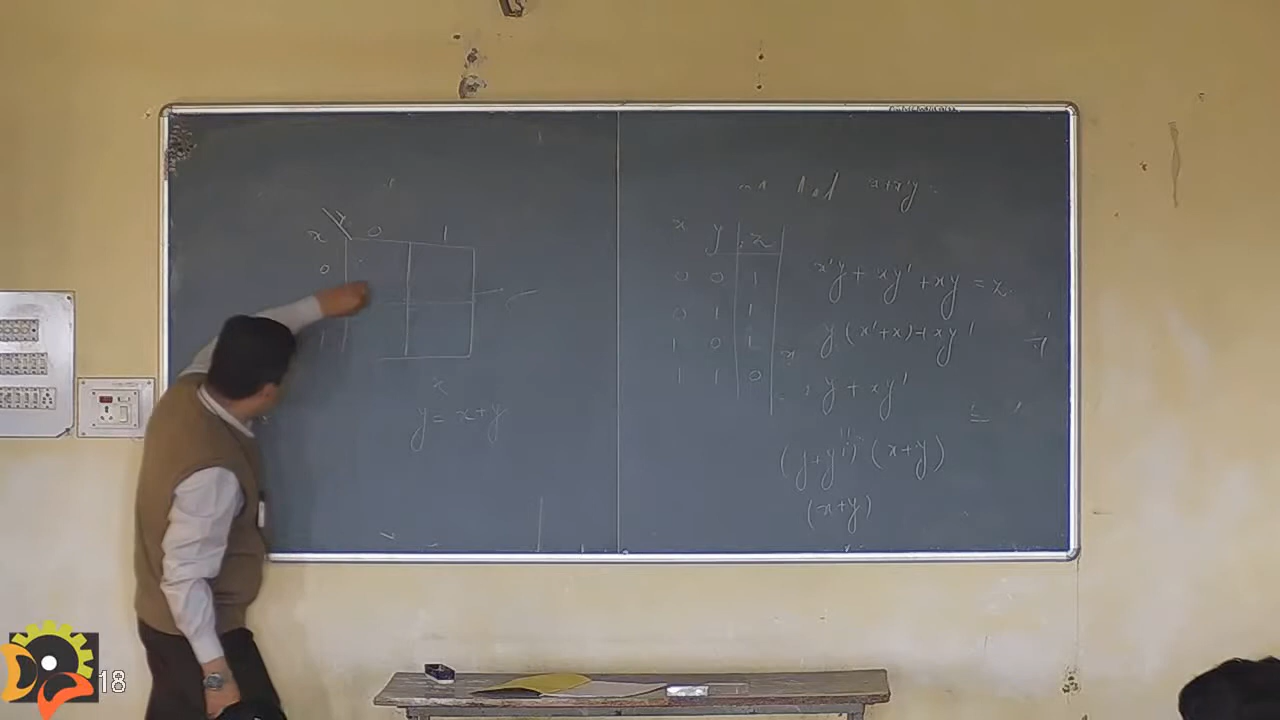 y
x 0 1
0
1
x
y = x+y
x+x'y =
x y z
0 0 1
0 1 1
1 0 1
1 1 0
x'y + xy' + xy = z
y (x'+x) + xy'
y + xy'
(y+y') (x+y)
(x+y)
18